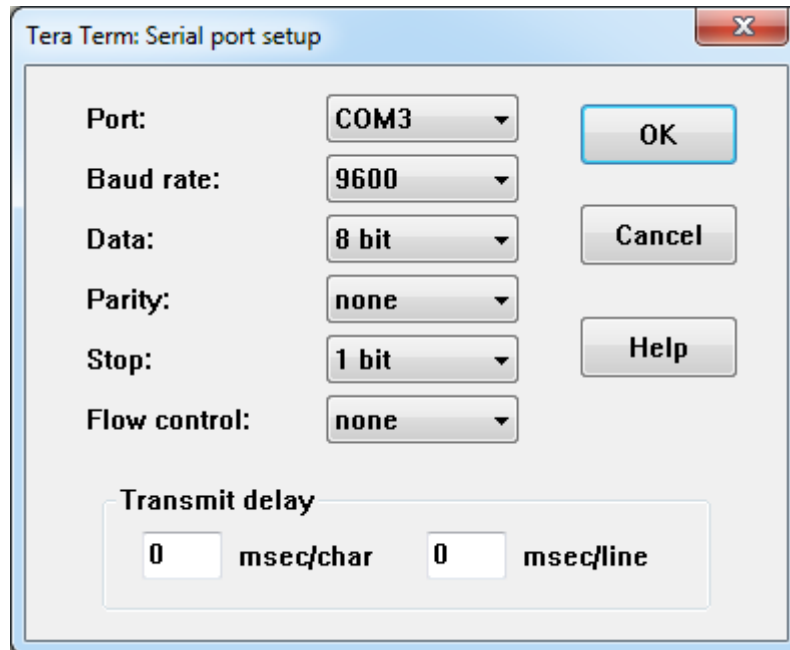 Tera Term: Serial port setup
Port: COM3
OK
Baud rate: 9600
Data: 8 bit
Cancel
Parity: none
Stop: 1 bit
Help
Flow control: none
Transmit delay
0 msec/char 0 msec/line